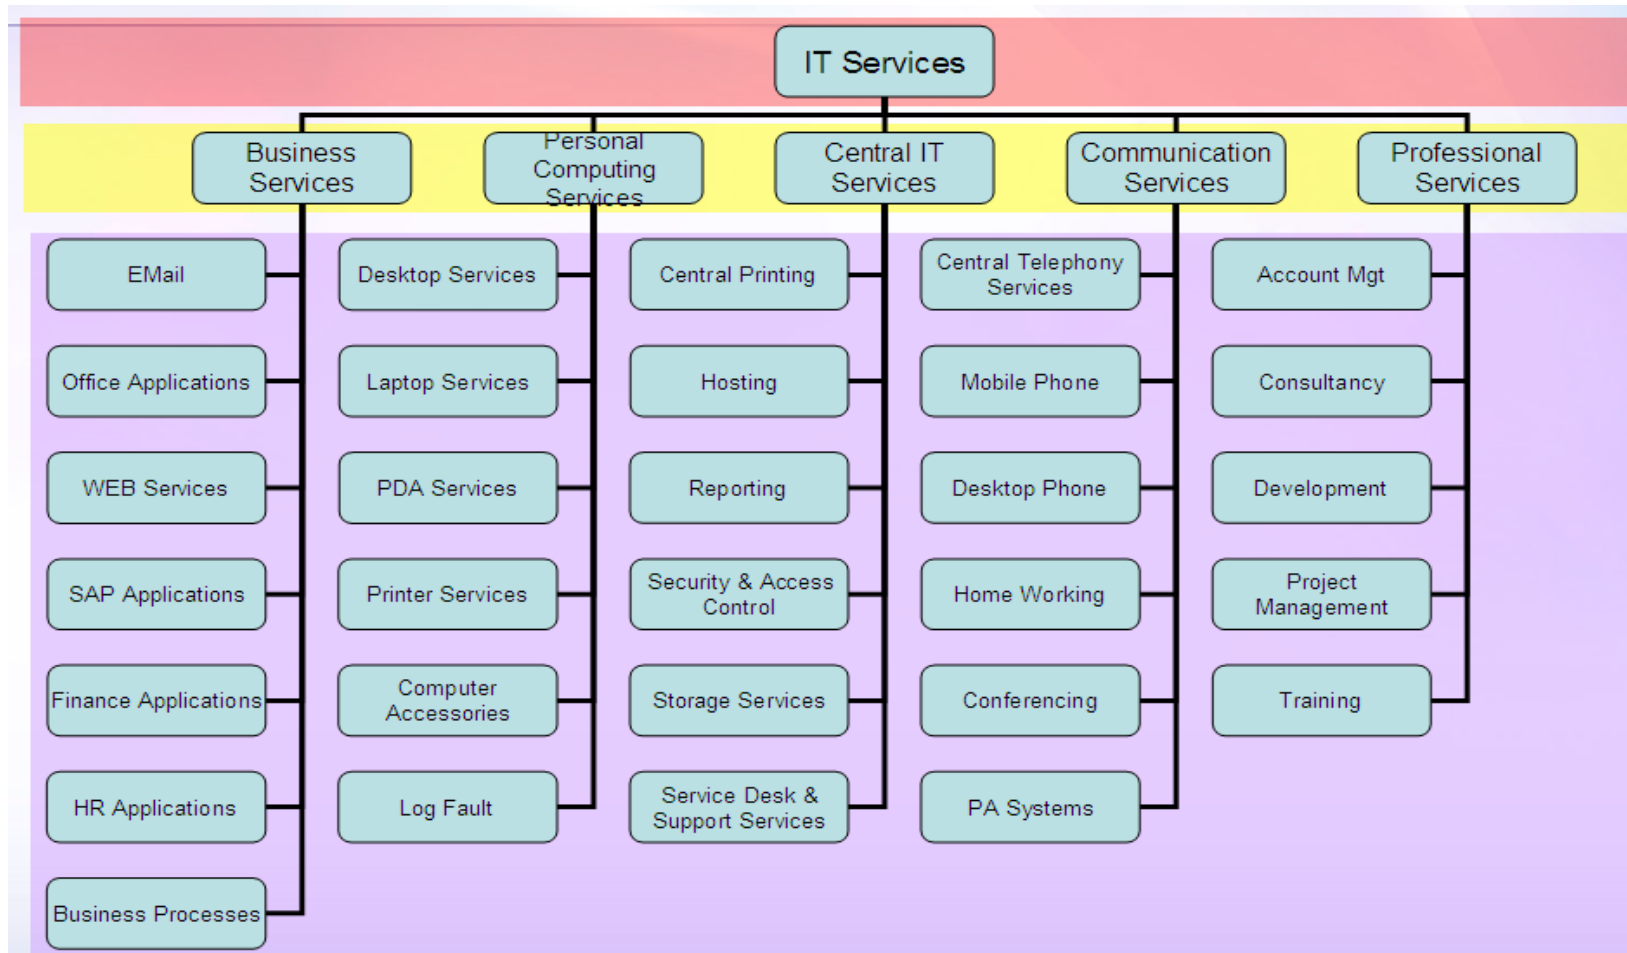 IT Services
Business
Services
Personal
Computing
Services
Central IT
Services
Communication
Services
Professional
Services
EMail
Office Applications
WEB Services
SAP Applications
Finance Applications
HR Applications
Business Processes
Desktop Services
Laptop Services
PDA Services
Printer Services
Computer
Accessories
Log Fault
Central Printing
Hosting
Reporting
Security & Access
Control
Storage Services
Service Desk &
Support Services
Central Telephony
Services
Mobile Phone
Desktop Phone
Home Working
Conferencing
PA Systems
Account Mgt
Consultancy
Development
Project
Management
Training